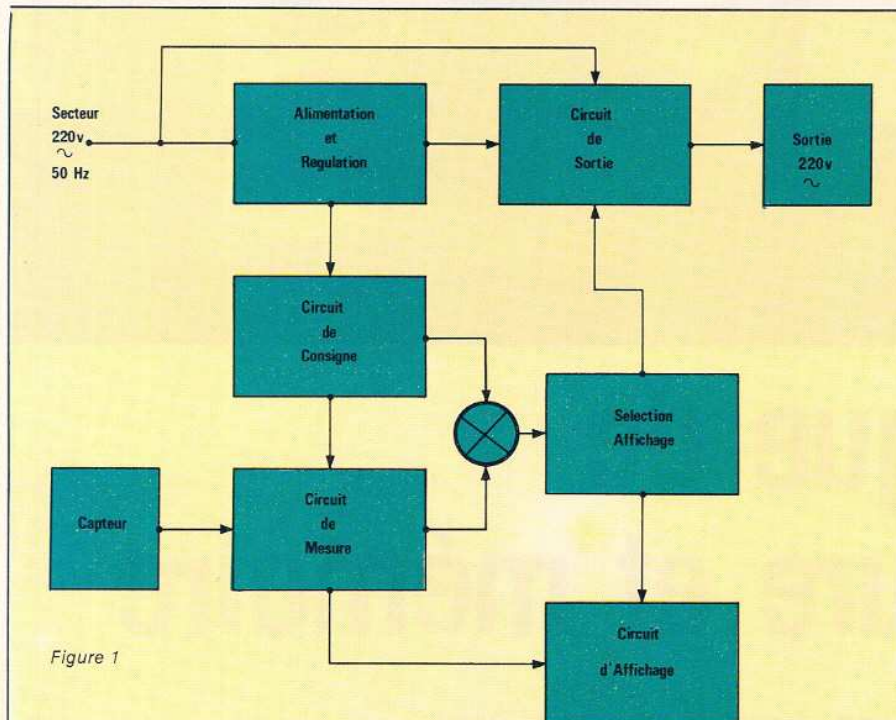 Secteur
220v
~
50 Hz
Alimentation
et
Regulation
Circuit
de
Sortie
Sortie
220v
~
Circuit
de
Consigne
Selection
Affichage
Capteur
Circuit
de
Mesure
Circuit
d'Affichage
Figure 1